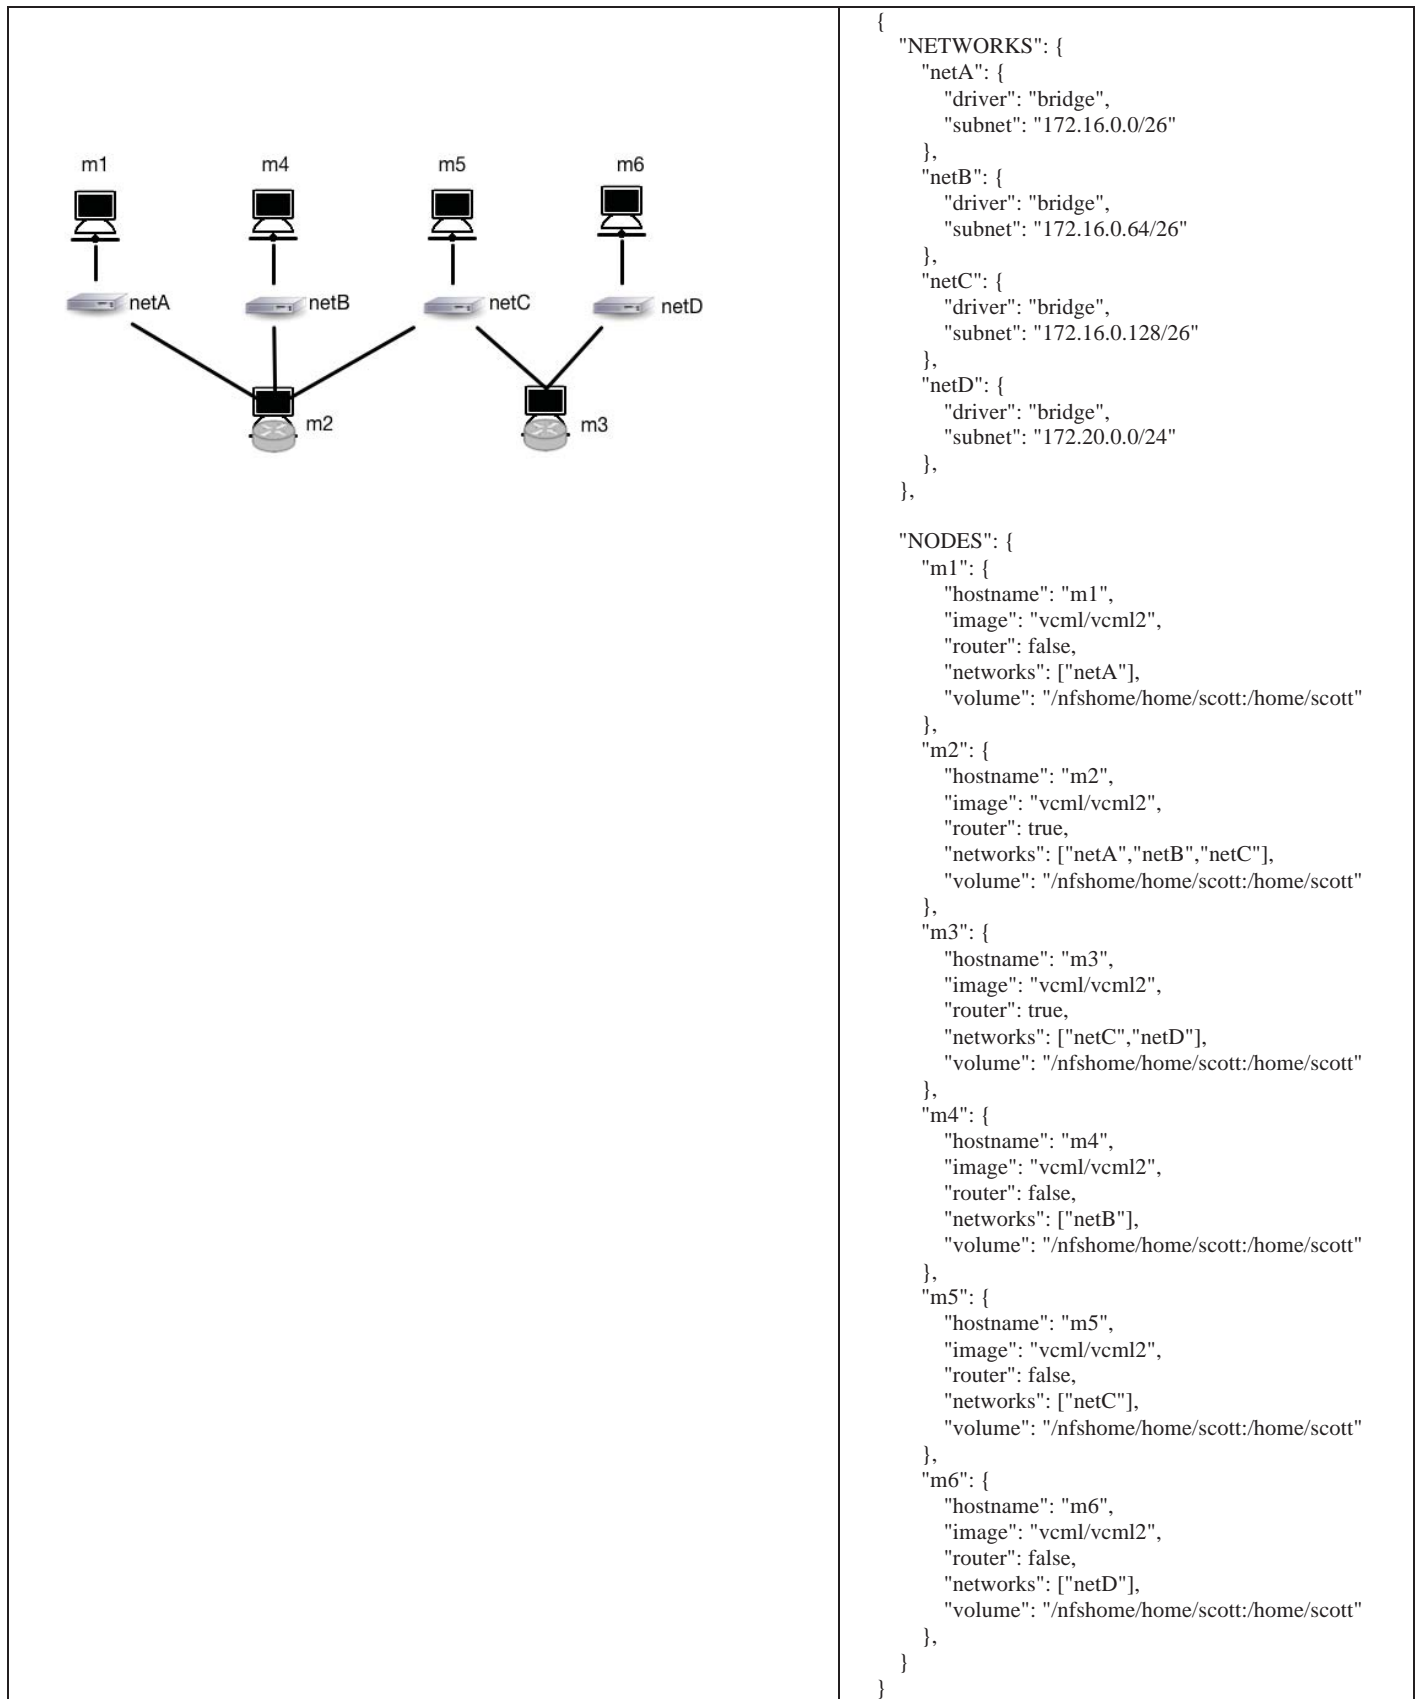 m1 m4 m5 m6
netA netB netC netD
m2 m3
{
"NETWORKS": {
"netA": {
"driver": "bridge",
"subnet": "172.16.0.0/26"
},
"netB": {
"driver": "bridge",
"subnet": "172.16.0.64/26"
},
"netC": {
"driver": "bridge",
"subnet": "172.16.0.128/26"
},
"netD": {
"driver": "bridge",
"subnet": "172.20.0.0/24"
},
},
"NODES": {
"m1": {
"hostname": "m1",
"image": "vcml/vcml2",
"router": false,
"networks": ["netA"],
"volume": "/nfshome/home/scott:/home/scott"
},
"m2": {
"hostname": "m2",
"image": "vcml/vcml2",
"router": true,
"networks": ["netA","netB","netC"],
"volume": "/nfshome/home/scott:/home/scott"
},
"m3": {
"hostname": "m3",
"image": "vcml/vcml2",
"router": true,
"networks": ["netC","netD"],
"volume": "/nfshome/home/scott:/home/scott"
},
"m4": {
"hostname": "m4",
"image": "vcml/vcml2",
"router": false,
"networks": ["netB"],
"volume": "/nfshome/home/scott:/home/scott"
},
"m5": {
"hostname": "m5",
"image": "vcml/vcml2",
"router": false,
"networks": ["netC"],
"volume": "/nfshome/home/scott:/home/scott"
},
"m6": {
"hostname": "m6",
"image": "vcml/vcml2",
"router": false,
"networks": ["netD"],
"volume": "/nfshome/home/scott:/home/scott"
},
}
}